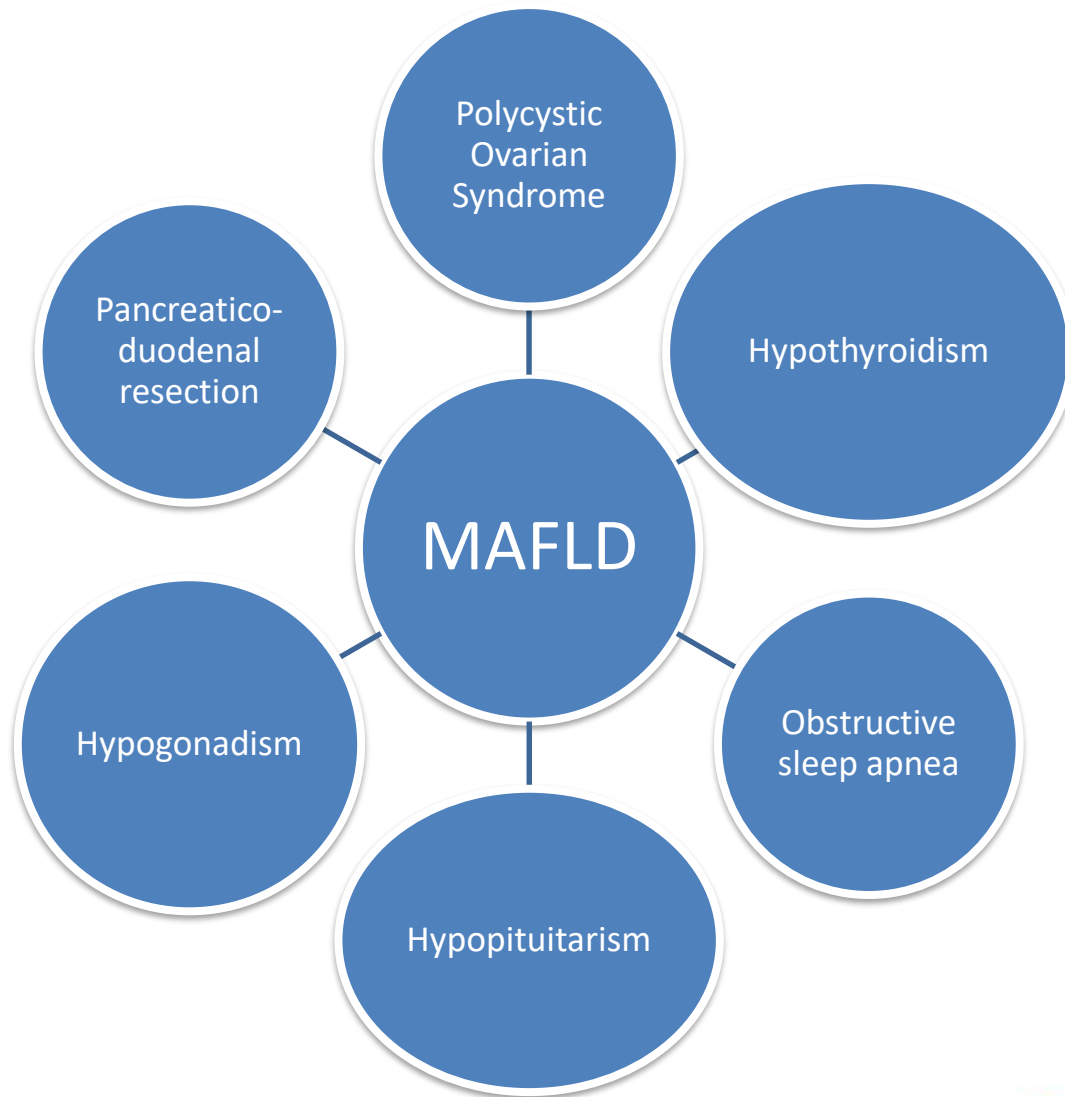 Polycystic
Ovarian
Syndrome
Hypothyroidism
Obstructive
sleep apnea
Hypopituitarism
Hypogonadism
Pancreatico-
duodenal
resection
MAFLD